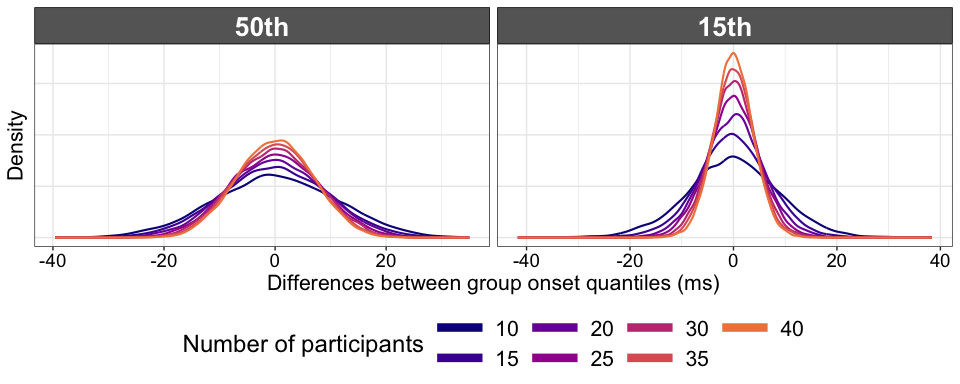 50th 15th
Density
-40 -20 0 20 -40 -20 0 20 40
Differences between group onset quantiles (ms)
Number of participants 10 20 30 40
15 25 35